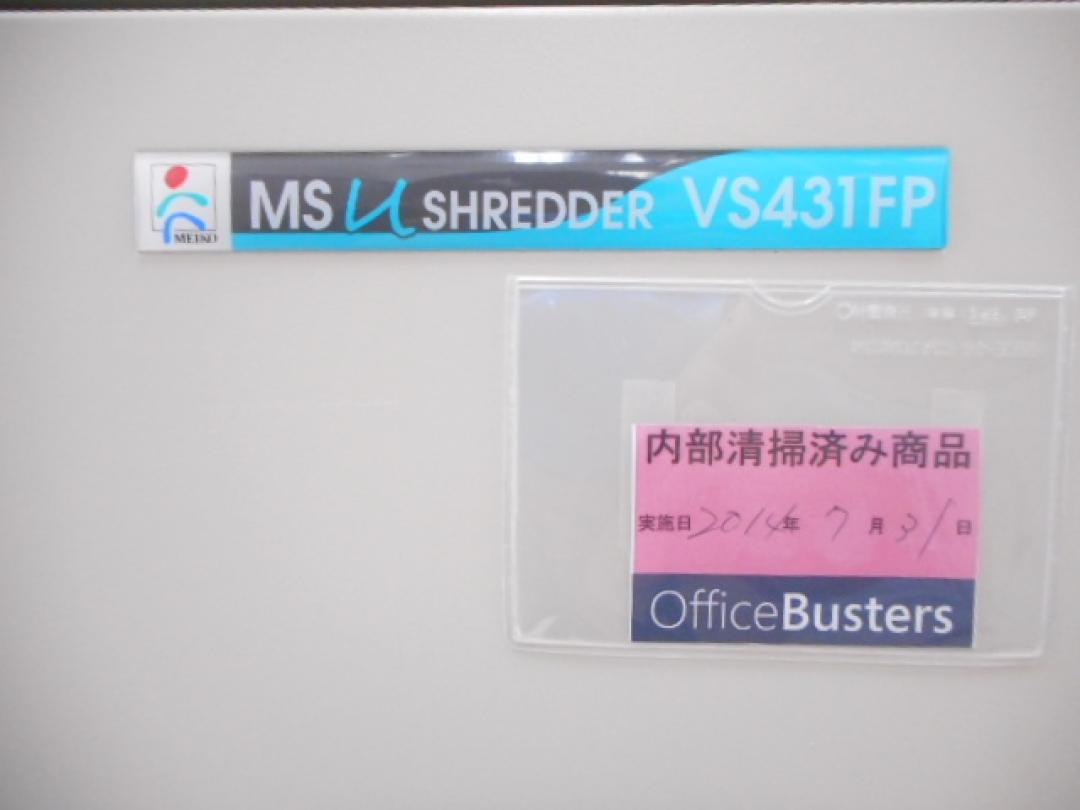 MEIKO
MS U SHREDDER VS431FP
内部清掃済み商品
実施日2014年 7月31日
OfficeBusters